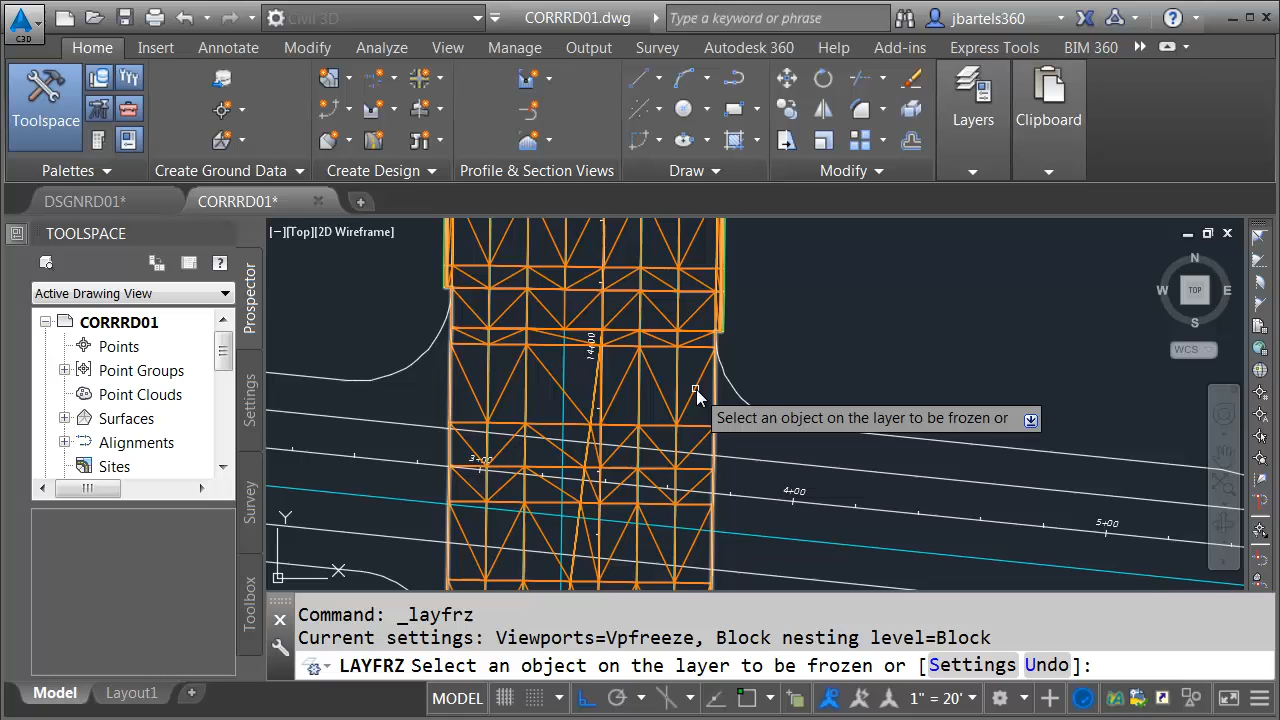 C3D
Civil 3D
CORRRD01.dwg
Type a keyword or phrase
jbartels360
Home Insert Annotate Modify Analyze View Manage Output Survey Autodesk 360 Help Add-ins Express Tools BIM 360
Toolspace
Layers
Clipboard
Palettes
Create Ground Data
Create Design
Profile & Section Views
Draw
Modify
DSGNRD01*
CORRRD01*
TOOLSPACE
Active Drawing View
CORRRD01
Points
Point Groups
Point Clouds
Surfaces
Alignments
Sites
Prospector
Settings
Survey
Toolbox
[−][Top][2D Wireframe]
N
W
TOP
E
S
WCS
14+00
3+00
4+00
5+00
Select an object on the layer to be frozen or
Y
X
Command: _layfrz
Current settings: Viewports=Vpfreeze, Block nesting level=Block
LAYFRZ Select an object on the layer to be frozen or [Settings Undo]:
Model
Layout1
MODEL
1" = 20'